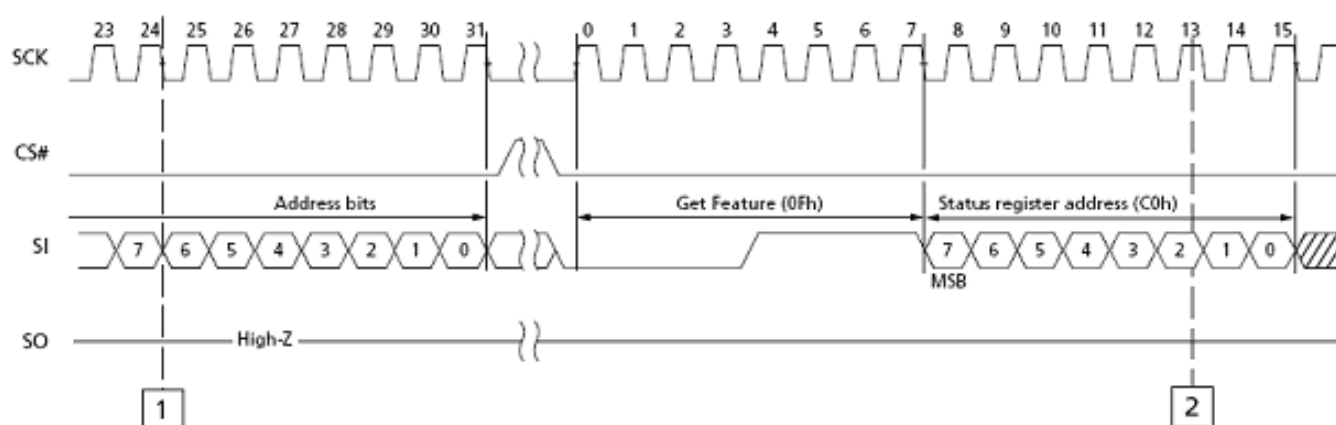 23 24 25 26 27 28 29 30 31 0 1 2 3 4 5 6 7 8 9 10 11 12 13 14 15
SCK
CS#
Address bits Get Feature (0Fh) Status register address (C0h)
SI 7 6 5 4 3 2 1 0 7 6 5 4 3 2 1 0
MSB
SO High-Z
1 2